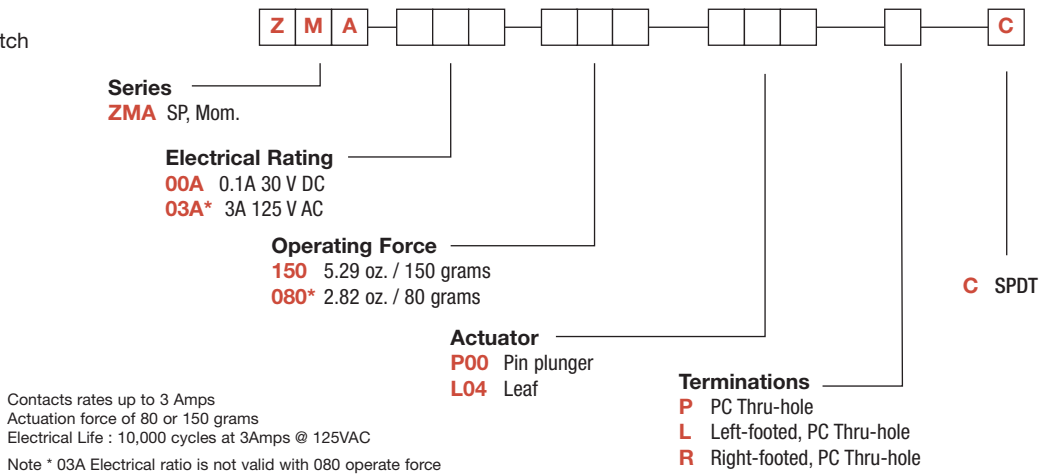 Z M A C
Series
ZMA SP, Mom.
Electrical Rating
00A 0.1A 30 V DC
03A* 3A 125 V AC
Operating Force
150 5.29 oz. / 150 grams
080* 2.82 oz. / 80 grams
C SPDT
Actuator
P00 Pin plunger
L04 Leaf
Terminations
P PC Thru-hole
L Left-footed, PC Thru-hole
R Right-footed, PC Thru-hole
Contacts rates up to 3 Amps
Actuation force of 80 or 150 grams
Electrical Life : 10,000 cycles at 3Amps @ 125VAC
Note * 03A Electrical ratio is not valid with 080 operate force